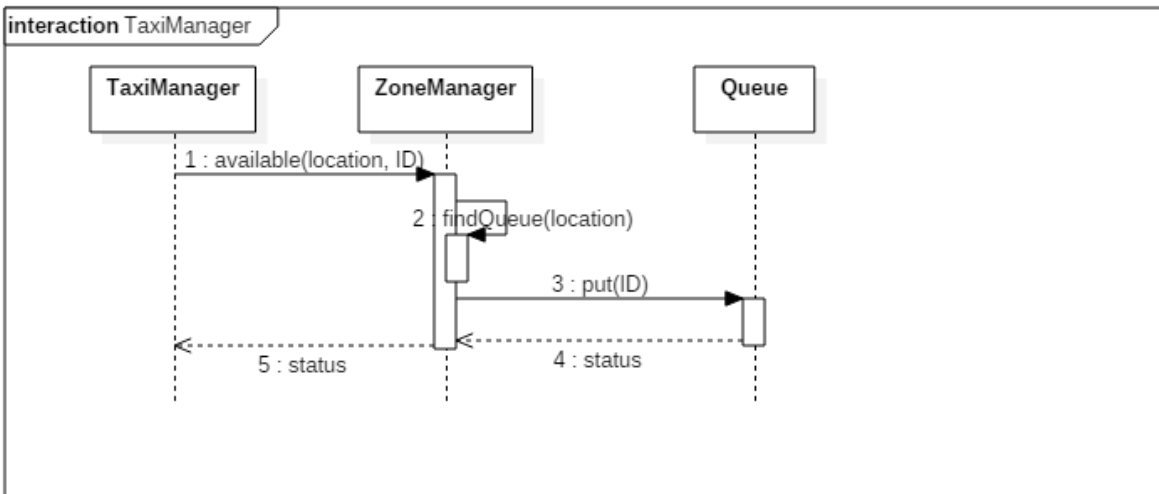 interaction TaxiManager
TaxiManager
ZoneManager
Queue
1 : available(location, ID)
2 : findQueue(location)
3 : put(ID)
4 : status
5 : status